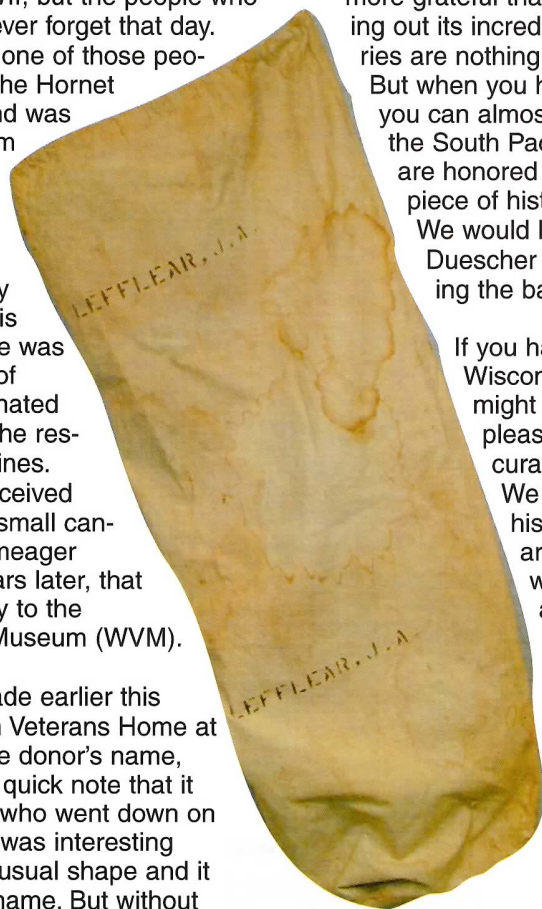 but the people who
ever forget that day.
one of those peo-
he Hornet
nd was
m
y
is
e was
of
nated
he res-
ines.
ceived
small can-
meager
ars later, that
y to the
Museum (WVM).
ade earlier this
Veterans Home at
e donor's name,
quick note that it
who went down on
was interesting
usual shape and it
name. But without
LEFFLEAR, J.A.
LEFFLEAR, J.A.
more grateful tha
ing out its incred
ries are nothing
But when you h
you can almos
the South Pac
are honored
piece of hist
We would l
Duescher
ing the ba
If you ha
Wiscon
might
pleas
cura
We
his
ar
w